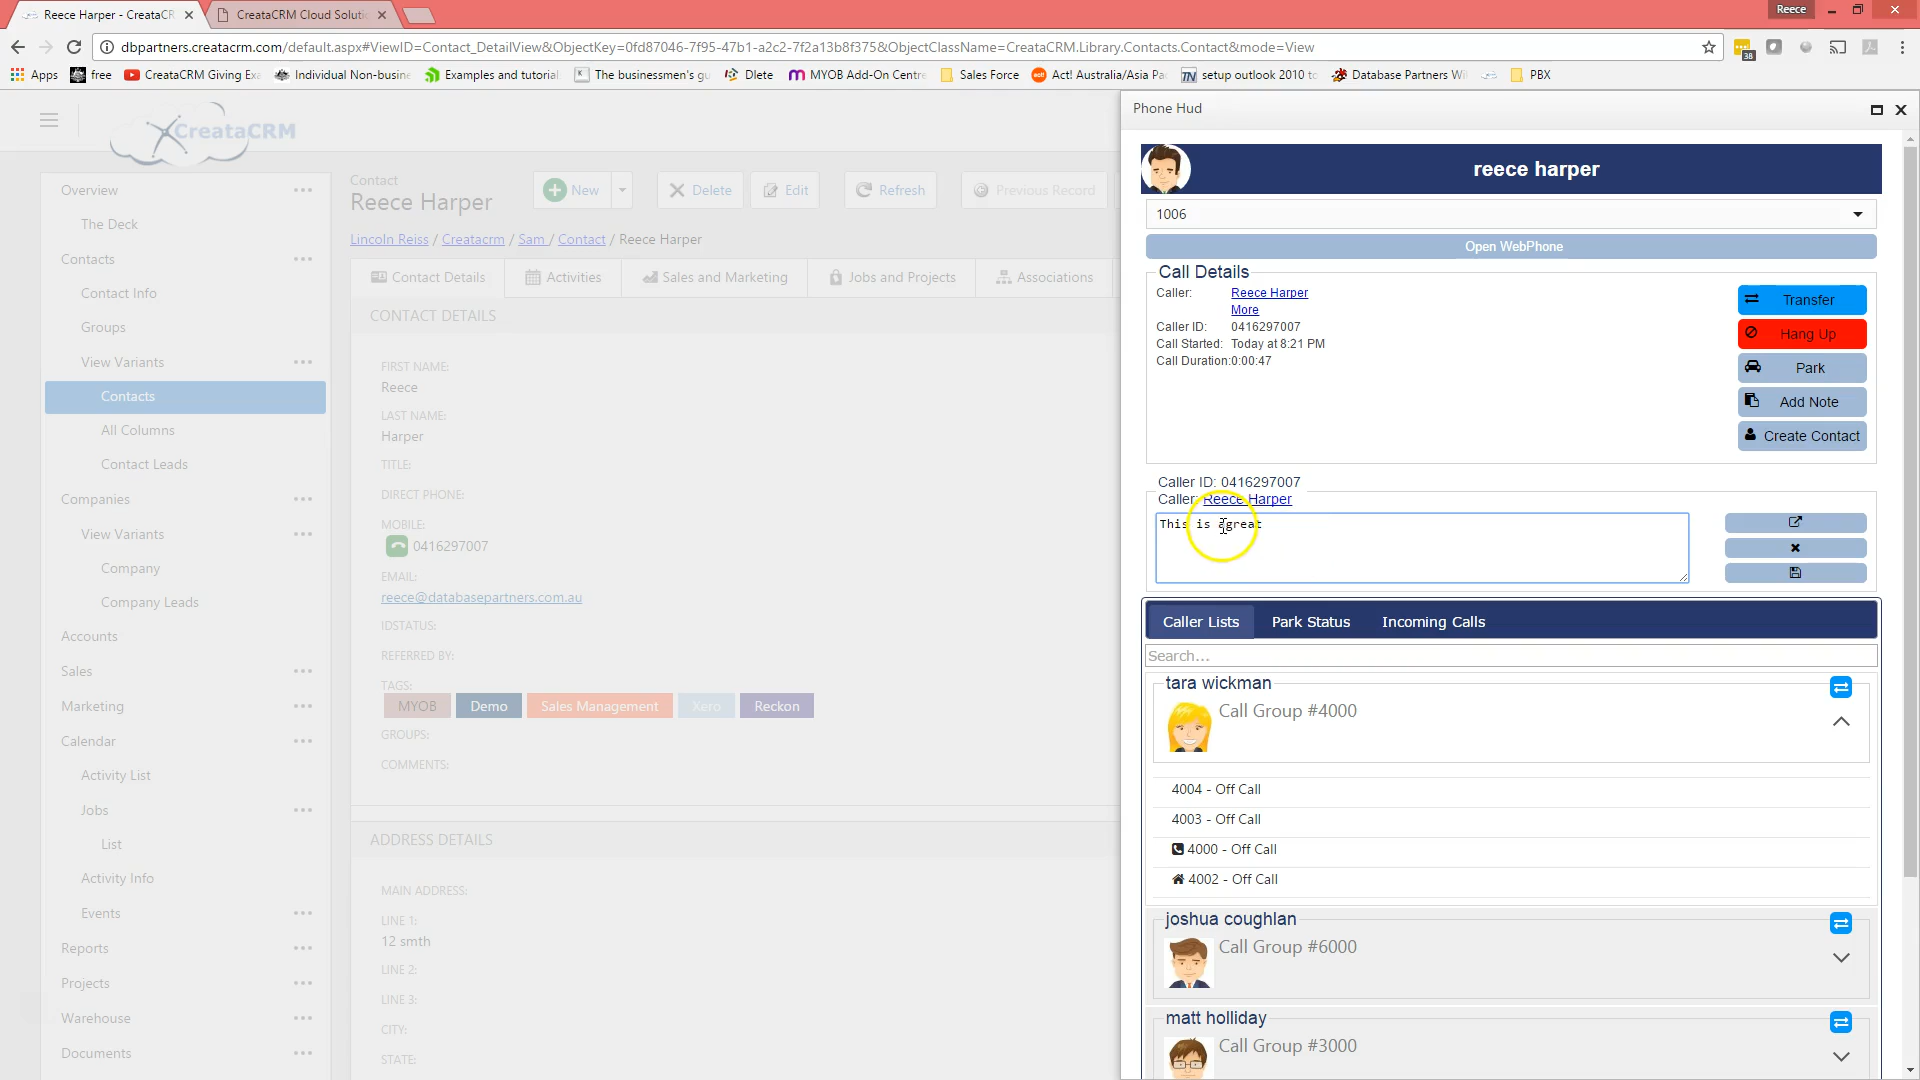 Reece Harper - CreataCR
CreataCRM Cloud Soluti
Reece
dbpartners.creatacrm.com/default.aspx#ViewID=Contact_DetailView&ObjectKey=0fd87046-7f95-47b1-a2c2-7f2a13b8f375&ObjectClassName=CreataCRM.Library.Contacts.Contact&mode=View
38
Apps
free
CreataCRM Giving Exa
Individual Non-busine
Examples and tutorial
The businessmen's gu
Dlete
MYOB Add-On Centre
Sales Force
Act! Australia/Asia Pa
setup outlook 2010 to
Database Partners Wi
PBX
CreataCRM
Overview
The Deck
Contacts
Contact Info
Groups
View Variants
Contacts
All Columns
Contact Leads
Companies
View Variants
Company
Company Leads
Accounts
Sales
Marketing
Calendar
Activity List
Jobs
List
Activity Info
Events
Reports
Projects
Warehouse
Documents
Contact
Reece Harper
New
Delete
Edit
Refresh
Previous Record
Lincoln Reiss / Creatacrm / Sam / Contact / Reece Harper
Contact Details
Activities
Sales and Marketing
Jobs and Projects
Associations
CONTACT DETAILS
FIRST NAME:
Reece
LAST NAME:
Harper
TITLE:
DIRECT PHONE:
MOBILE:
0416297007
EMAIL:
reece@databasepartners.com.au
IDSTATUS:
REFERRED BY:
TAGS:
MYOB
Demo
Sales Management
Xero
Reckon
GROUPS:
COMMENTS:
ADDRESS DETAILS
MAIN ADDRESS:
LINE 1:
12 smth
LINE 2:
LINE 3:
CITY:
STATE:
Phone Hud
reece harper
1006
Open WebPhone
Call Details
Caller: Reece Harper
More
Caller ID: 0416297007
Call Started: Today at 8:21 PM
Call Duration:0:00:47
Transfer
Hang Up
Park
Add Note
Create Contact
Caller ID: 0416297007
Caller: Reece Harper
This is agreat
Caller Lists
Park Status
Incoming Calls
Search...
tara wickman
Call Group #4000
4004 - Off Call
4003 - Off Call
4000 - Off Call
4002 - Off Call
joshua coughlan
Call Group #6000
matt holliday
Call Group #3000